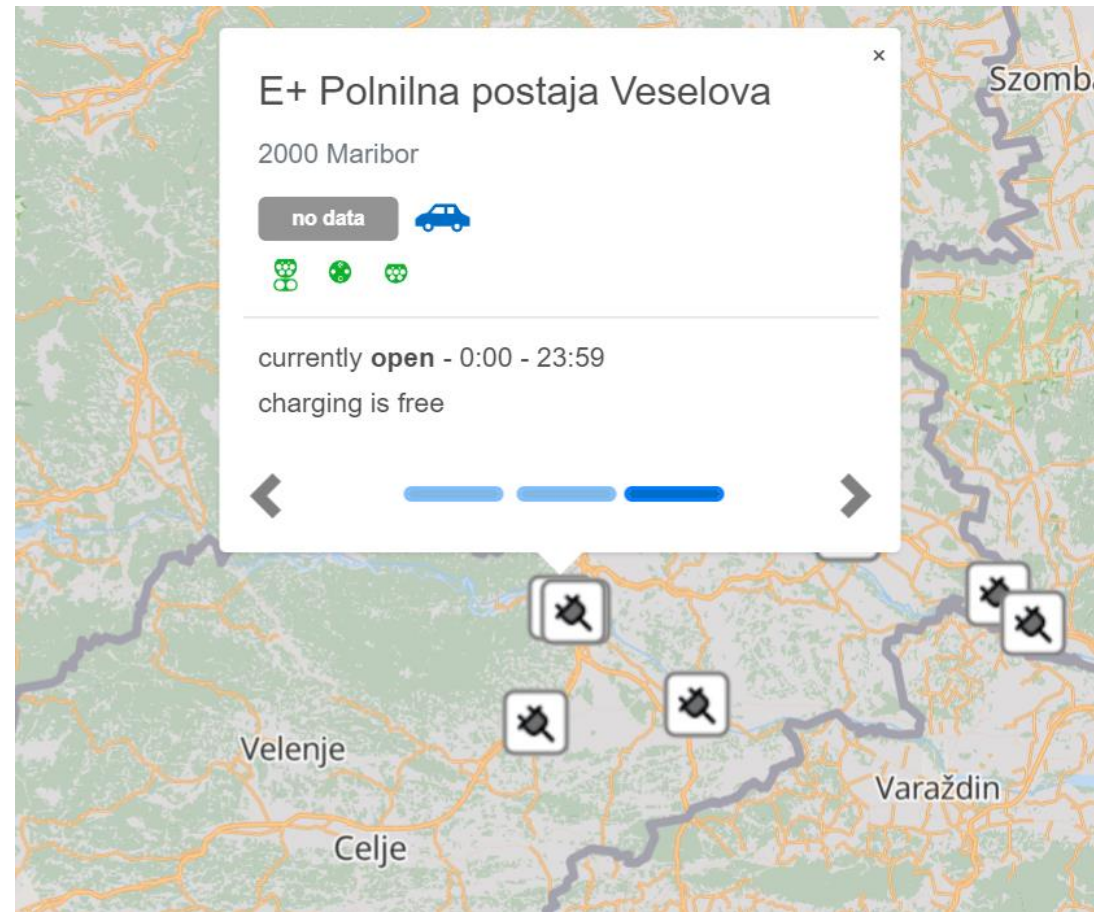 ×
E+ Polnilna postaja Veselova
2000 Maribor
no data
currently open - 0:00 - 23:59
charging is free
Szomba
Velenje
Varaždin
Celje